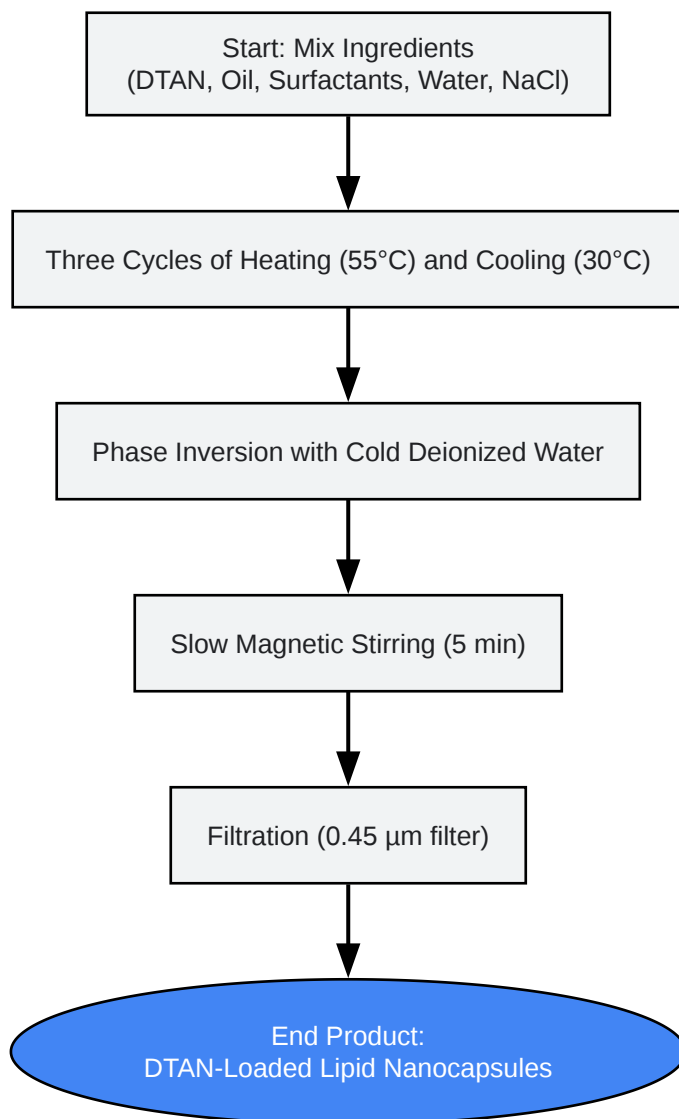 Start: Mix Ingredients
(DTAN, Oil, Surfactants, Water, NaCl)
Three Cycles of Heating (55°C) and Cooling (30°C)
Phase Inversion with Cold Deionized Water
Slow Magnetic Stirring (5 min)
Filtration (0.45 µm filter)
End Product:
DTAN-Loaded Lipid Nanocapsules